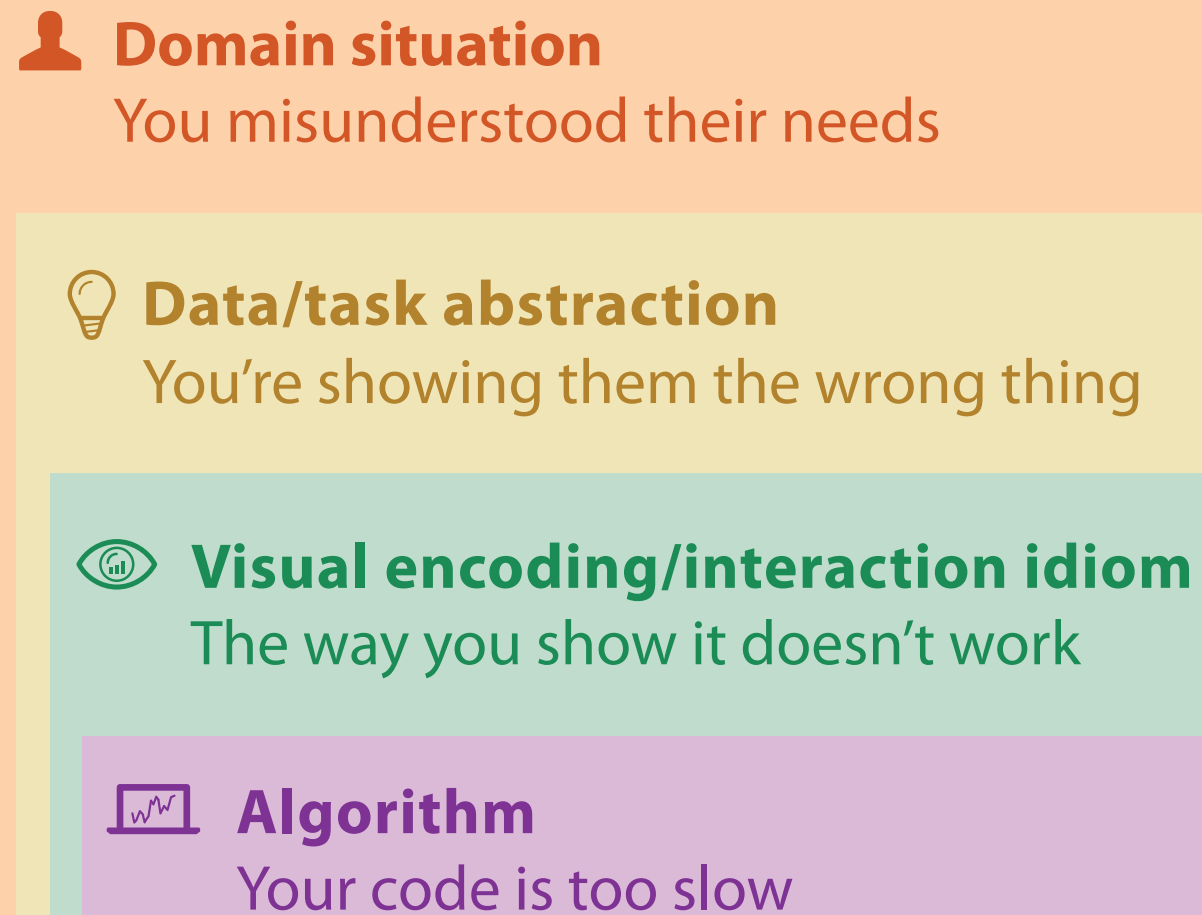 Domain situation
You misunderstood their needs
Data/task abstraction
You’re showing them the wrong thing
Visual encoding/interaction idiom
The way you show it doesn’t work
Algorithm
Your code is too slow